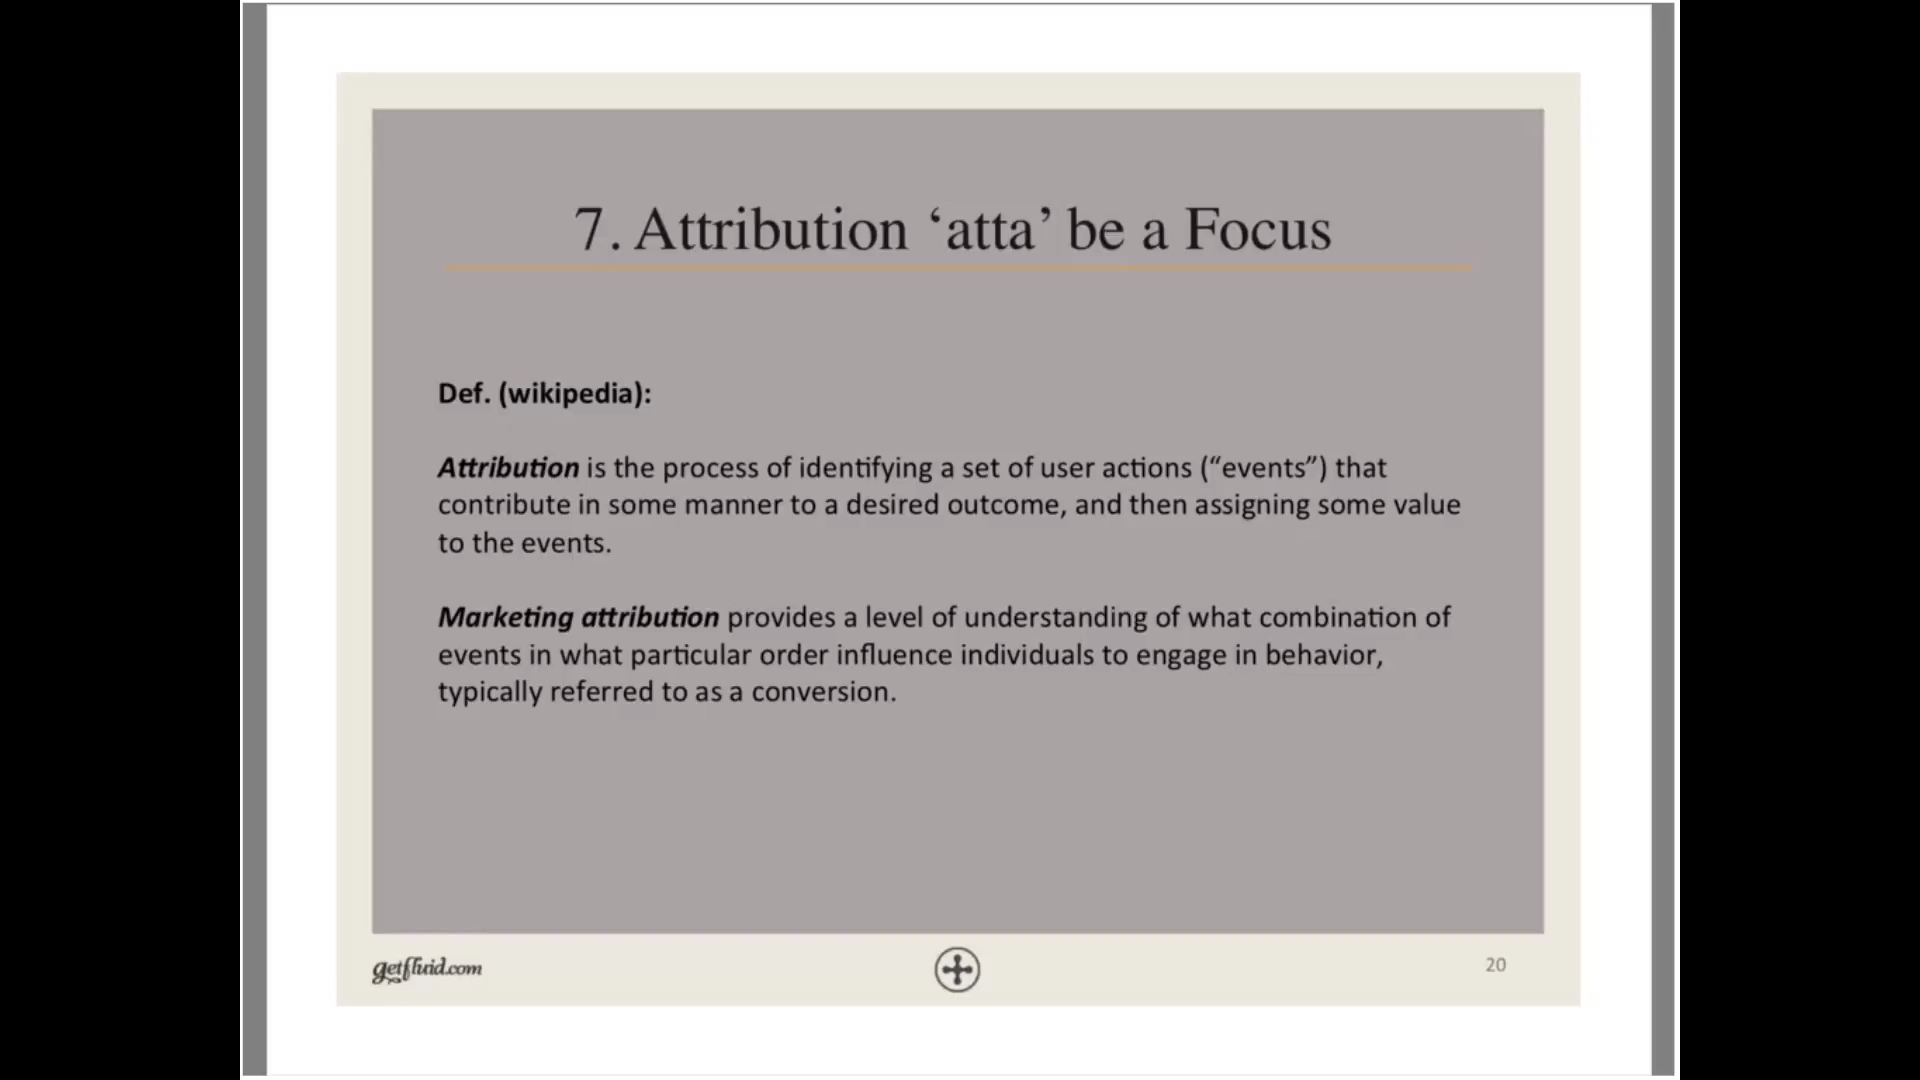 7. Attribution ‘atta’ be a Focus
Def. (wikipedia):
Attribution is the process of identifying a set of user actions (“events”) that
contribute in some manner to a desired outcome, and then assigning some value
to the events.
Marketing attribution provides a level of understanding of what combination of
events in what particular order influence individuals to engage in behavior,
typically referred to as a conversion.
getfluid.com
20